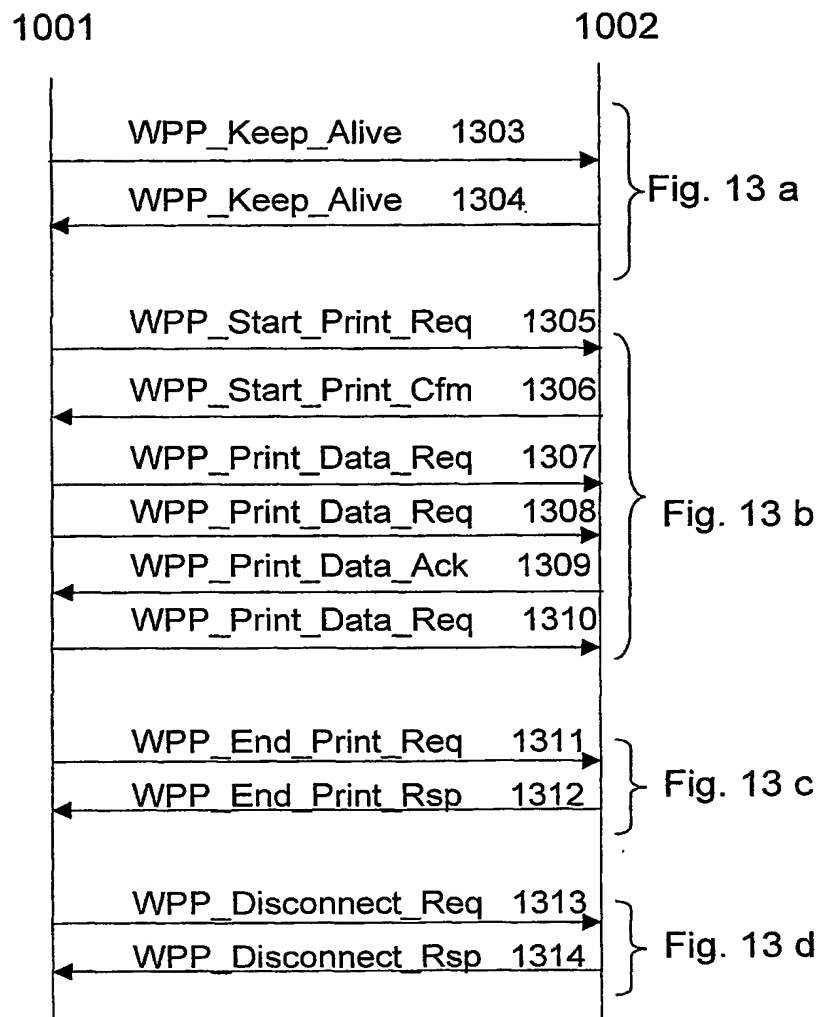 1001 1002
WPP_Keep_Alive 1303
WPP_Keep_Alive 1304
Fig. 13 a
WPP_Start_Print_Req 1305
WPP_Start_Print_Cfm 1306
WPP_Print_Data_Req 1307
WPP_Print_Data_Req 1308
Fig. 13 b
WPP_Print_Data_Ack 1309
WPP_Print_Data_Req 1310
WPP_End_Print_Req 1311
WPP_End_Print_Rsp 1312
Fig. 13 c
WPP_Disconnect_Req 1313
WPP_Disconnect_Rsp 1314
Fig. 13 d